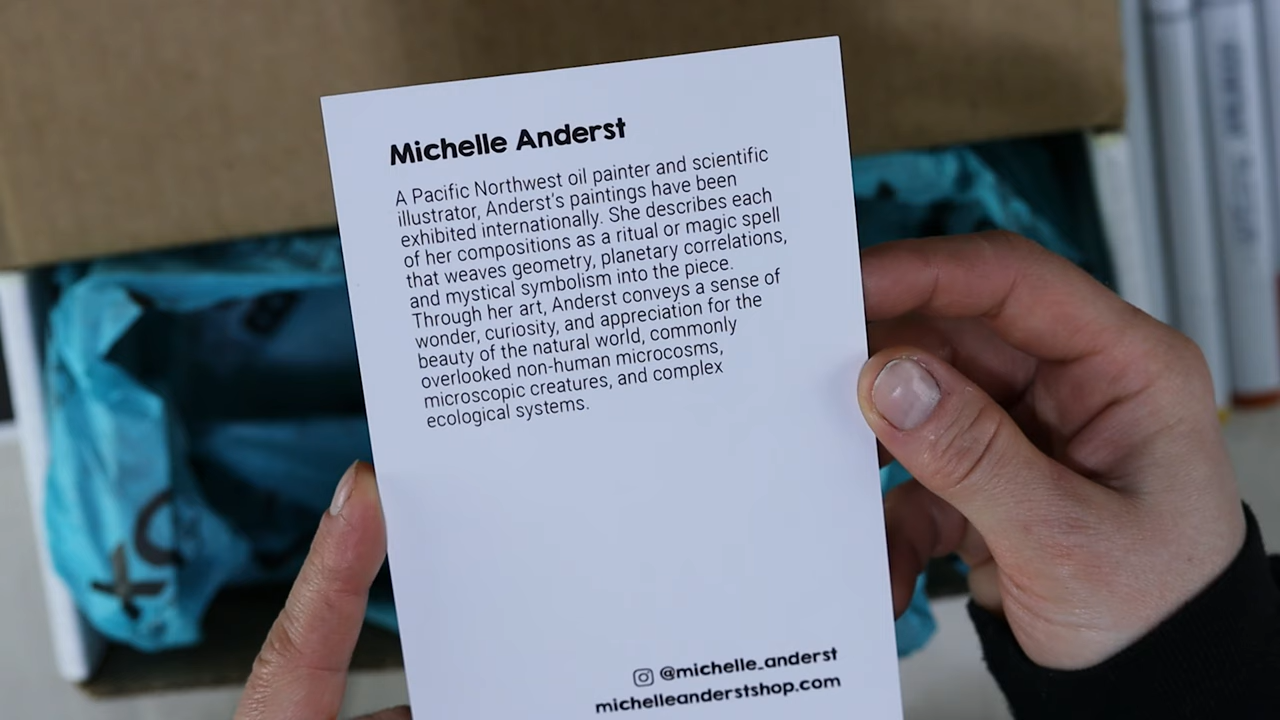 Michelle Anderst
A Pacific Northwest oil painter and scientific
illustrator, Anderst's paintings have been
exhibited internationally. She describes each
of her compositions as a ritual or magic spell
that weaves geometry, planetary correlations,
and mystical symbolism into the piece.
Through her art, Anderst conveys a sense of
wonder, curiosity, and appreciation for the
beauty of the natural world, commonly
overlooked non-human microcosms,
microscopic creatures, and complex
ecological systems.
@michelle_anderst
michelleanderstshop.com